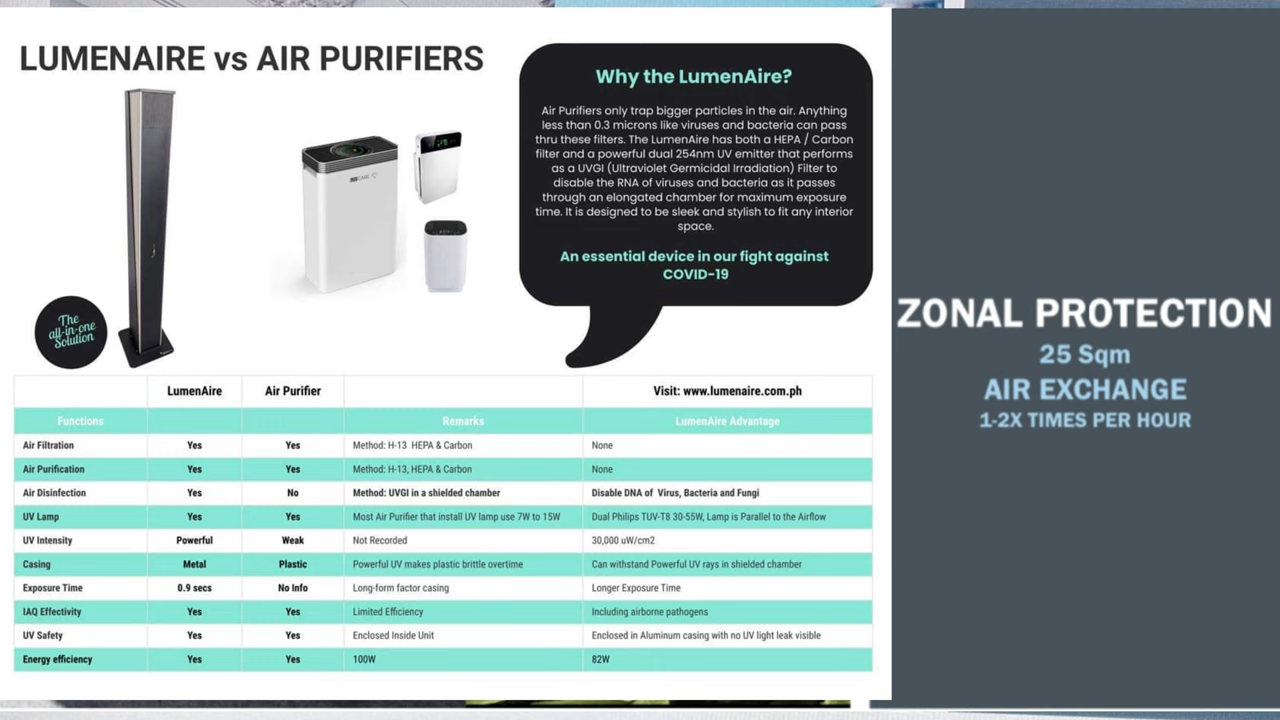 LUMENAIRE vs AIR PURIFIERS
The
all-in-one
Solution
Why the LumenAire?
Air Purifiers only trap bigger particles in the air. Anything
less than 0.3 microns like viruses and bacteria can pass
thru these filters. The LumenAire has both a HEPA / Carbon
filter and a powerful dual 254nm UV emitter that performs
as a UVGI (Ultraviolet Germicidal Irradiation) Filter to
disable the RNA of viruses and bacteria as it passes
through an elongated chamber for maximum exposure
time. It is designed to be sleek and stylish to fit any interior
space.
An essential device in our fight against
COVID-19
LumenAire Air Purifier Visit: www.lumenaire.com.ph
Functions Remarks LumenAire Advantage
Air Filtration Yes Yes Method: H-13 HEPA & Carbon None
Air Purification Yes Yes Method: H-13, HEPA & Carbon None
Air Disinfection Yes No Method: UVGI in a shielded chamber Disable DNA of Virus, Bacteria and Fungi
UV Lamp Yes Yes Most Air Purifier that install UV lamp use 7W to 15W Dual Philips TUV-T8 30-55W, Lamp is Parallel to the Airflow
UV Intensity Powerful Weak Not Recorded 30,000 uW/cm2
Casing Metal Plastic Powerful UV makes plastic brittle overtime Can withstand Powerful UV rays in shielded chamber
Exposure Time 0.9 secs No Info Long-form factor casing Longer Exposure Time
IAQ Effectivity Yes Yes Limited Efficiency Including airborne pathogens
UV Safety Yes Yes Enclosed Inside Unit Enclosed in Aluminum casing with no UV light leak visible
Energy efficiency Yes Yes 100W 82W
ZONAL PROTECTION
25 Sqm
AIR EXCHANGE
1-2X TIMES PER HOUR